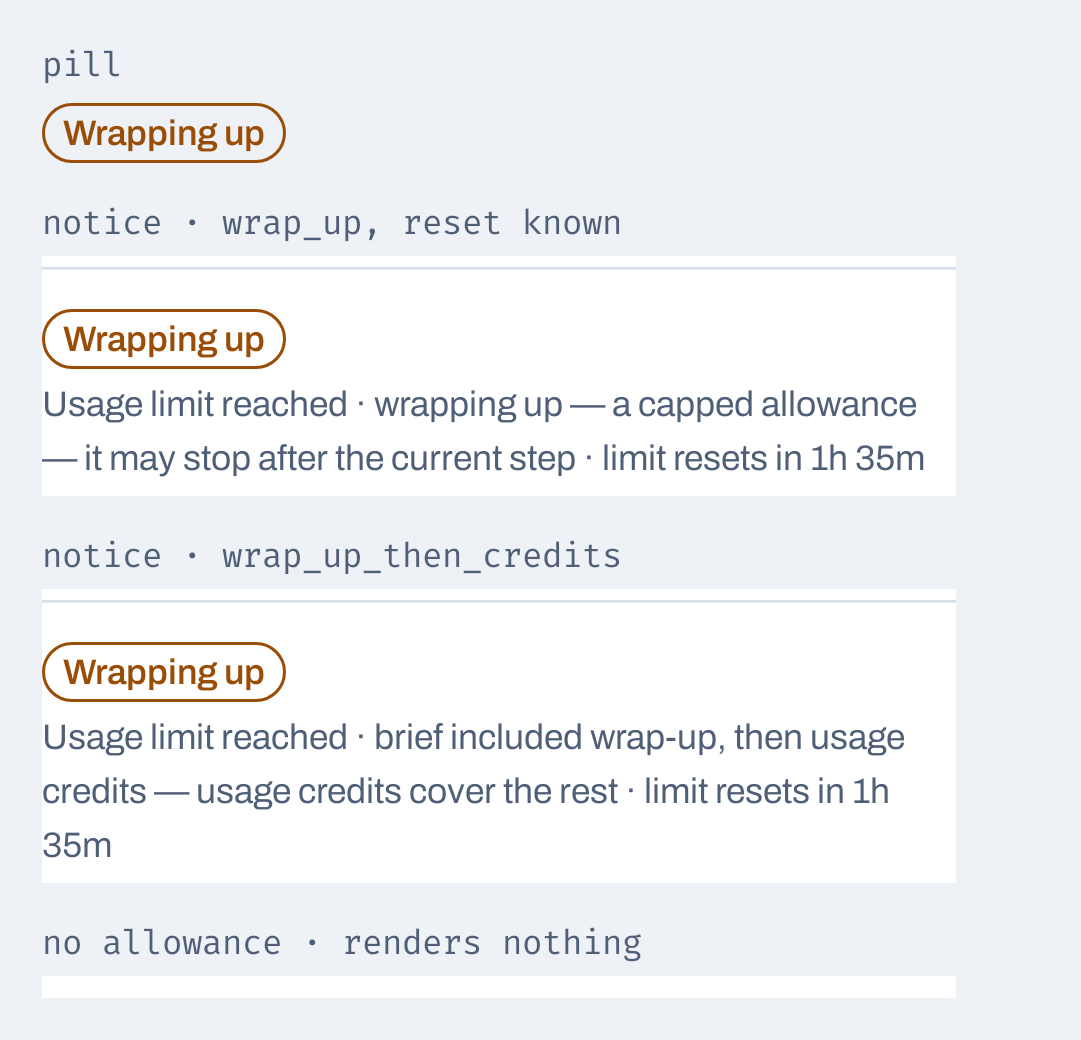 pill
Wrapping up
notice · wrap_up, reset known
Wrapping up
Usage limit reached · wrapping up — a capped allowance
— it may stop after the current step · limit resets in 1h 35m
notice · wrap_up_then_credits
Wrapping up
Usage limit reached · brief included wrap-up, then usage
credits — usage credits cover the rest · limit resets in 1h
35m
no allowance · renders nothing